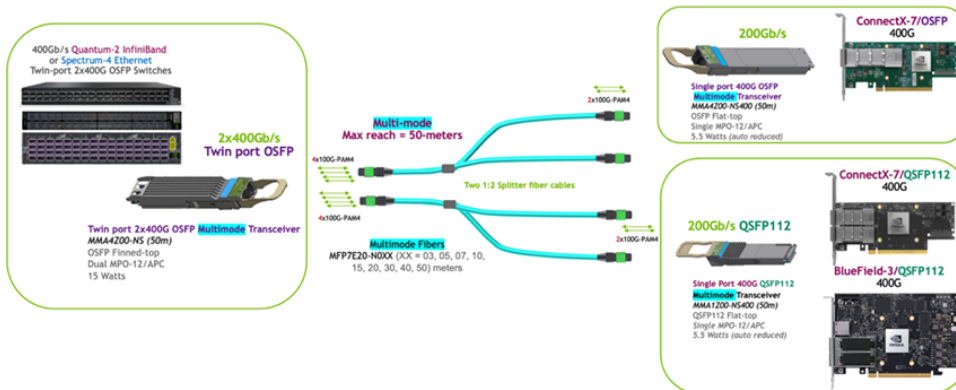 400Gb/s Quantum-2 InfiniBand
or Spectrum-4 Ethernet
Twin-port 2x400G OSFP Switches
2x400Gb/s
Twin port OSFP
Twin port 2x400G OSFP Multimode Transceiver
MMA4Z00-NS (50m)
OSFP Finned-top
Dual MPO-12/APC
15 Watts
Multi-mode
Max reach = 50-meters
4x100G-PAM4
4x100G-PAM4
Two 1:2 Splitter fiber cables
Multimode Fibers
MFP7E20-N0XX (XX = 03, 05, 07, 10,
15, 20, 30, 40, 50) meters
2x100G-PAM4
2x100G-PAM4
200Gb/s
Single port 400G OSFP
Multimode Transceiver
MMA4Z00-NS400 (50m)
OSFP Flat-top
Single MPO-12/APC
5.5 Watts (auto reduced)
ConnectX-7/OSFP
400G
200Gb/s QSFP112
Single Port 400G QSFP112
Multimode Transceiver
MMA1Z00-NS400 (50m)
QSFP112 Flat-top
Single MPO-12/APC
5.5 Watts (auto reduced)
ConnectX-7/QSFP112
400G
BlueField-3/QSFP112
400G